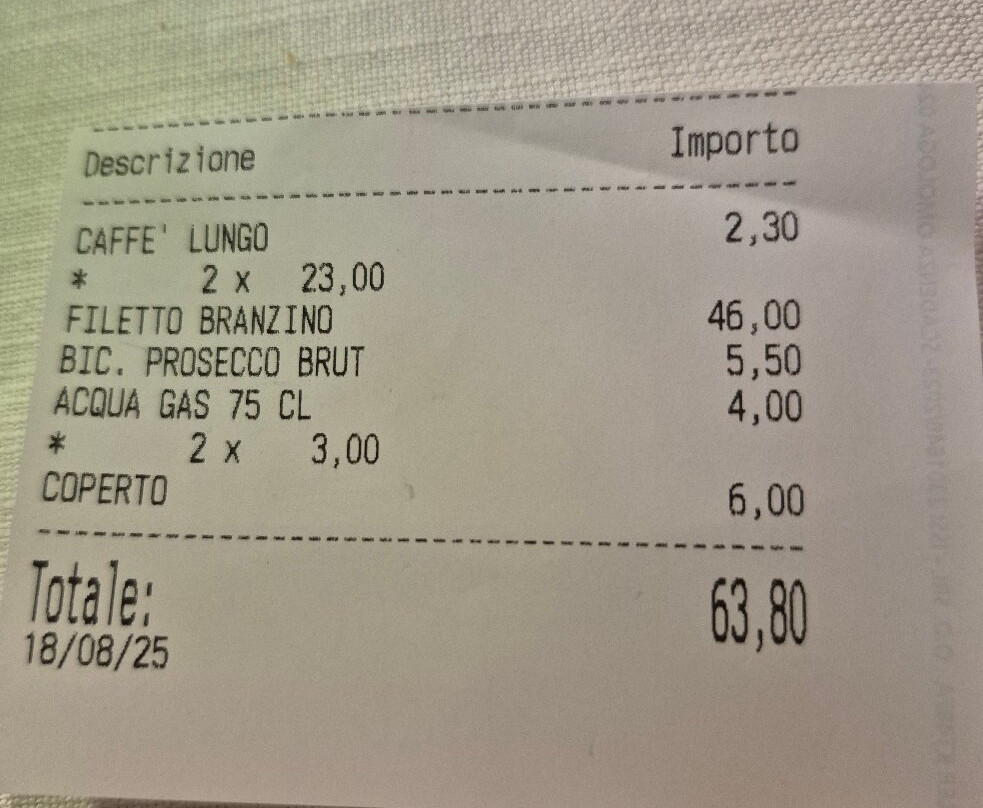 Descrizione Importo
CAFFE' LUNGO 2,30
* 2 x 23,00
FILETTO BRANZINO 46,00
BIC. PROSECCO BRUT 5,50
ACQUA GAS 75 CL 4,00
* 2 x 3,00
COPERTO 6,00
Totale: 63,80
18/08/25